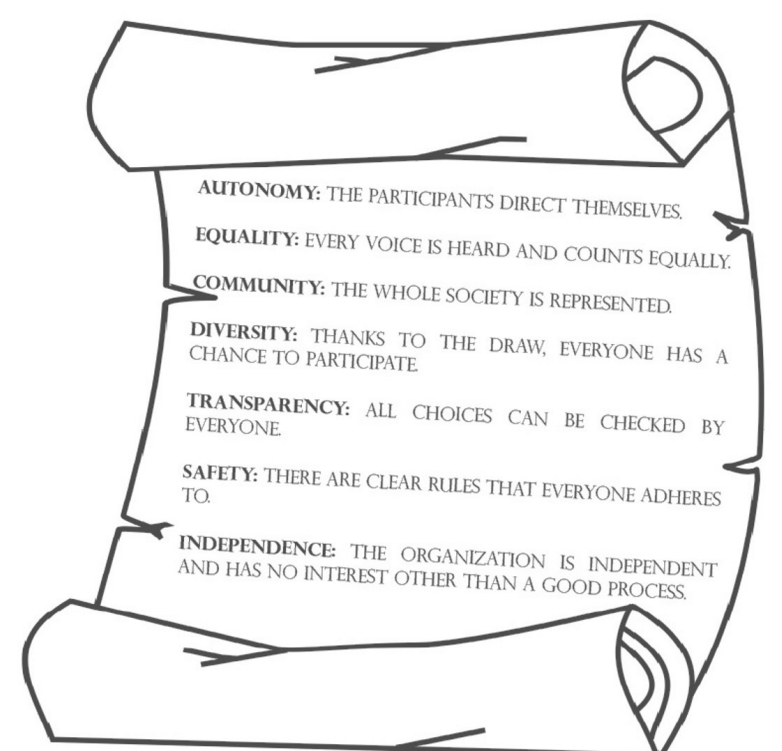 AUTONOMY: THE PARTICIPANTS DIRECT THEMSELVES.
EQUALITY: EVERY VOICE IS HEARD AND COUNTS EQUALLY.
COMMUNITY: THE WHOLE SOCIETY IS REPRESENTED.
DIVERSITY: THANKS TO THE DRAW, EVERYONE HAS A
CHANCE TO PARTICIPATE.
TRANSPARENCY: ALL CHOICES CAN BE CHECKED BY
EVERYONE.
SAFETY: THERE ARE CLEAR RULES THAT EVERYONE ADHERES
TO.
INDEPENDENCE: THE ORGANIZATION IS INDEPENDENT
AND HAS NO INTEREST OTHER THAN A GOOD PROCESS.